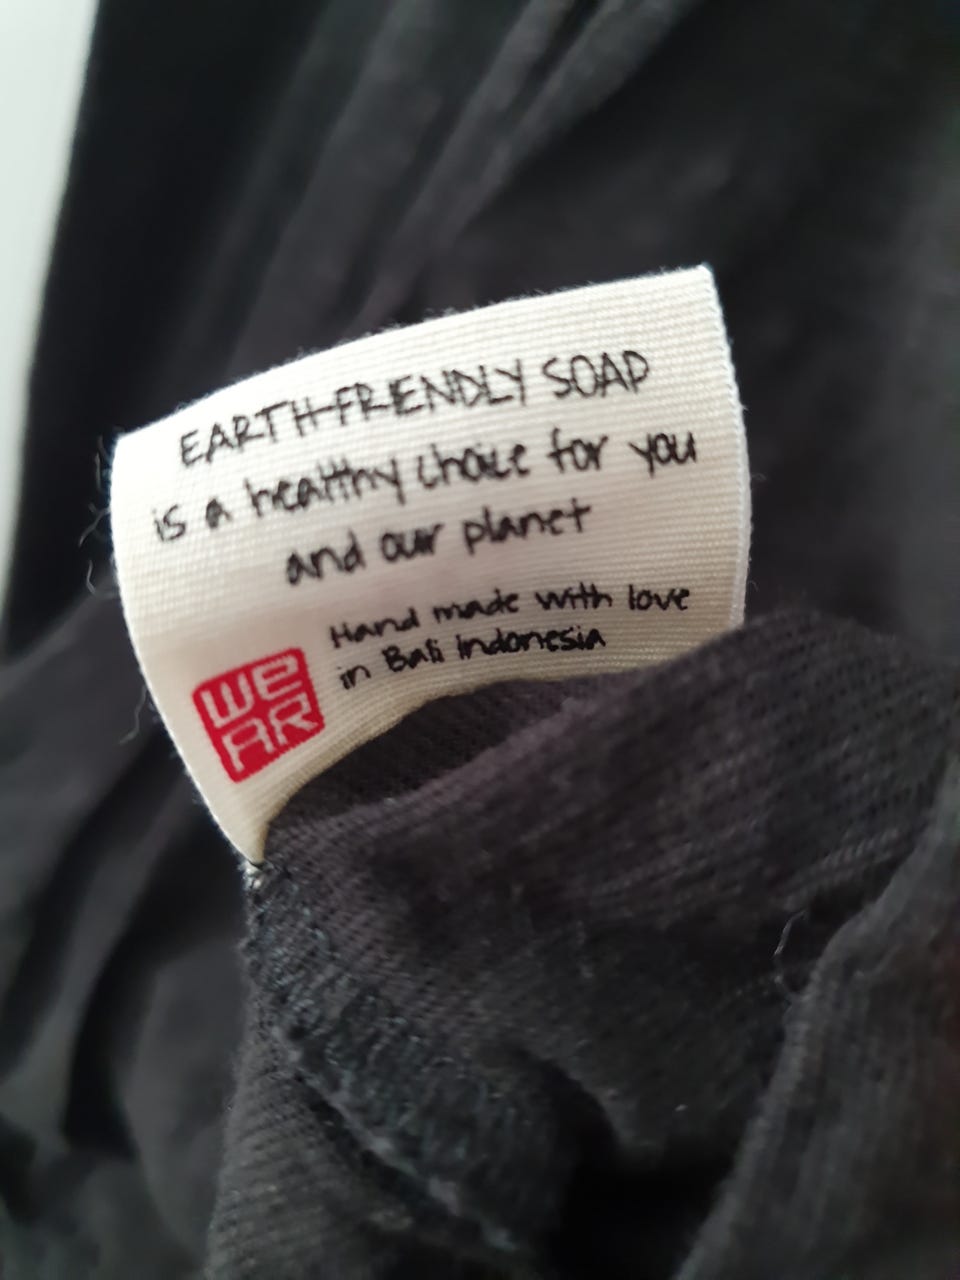 EARTH-FRIENDLY SOAP
is a healthy choice for you
and our planet
Hand made with love
in Bali Indonesia
We
AR